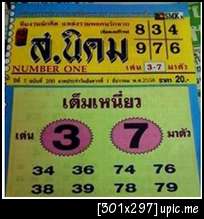 ส.นิคม
834
976
NUMBER ONE
เด่น 3-7 มาตัว
ราคา 20.-
เต็มเหนี่ยว
เด่น 3 7 มาตัว
34 36 74 76
38 39 78 79
[301x297] upic.me